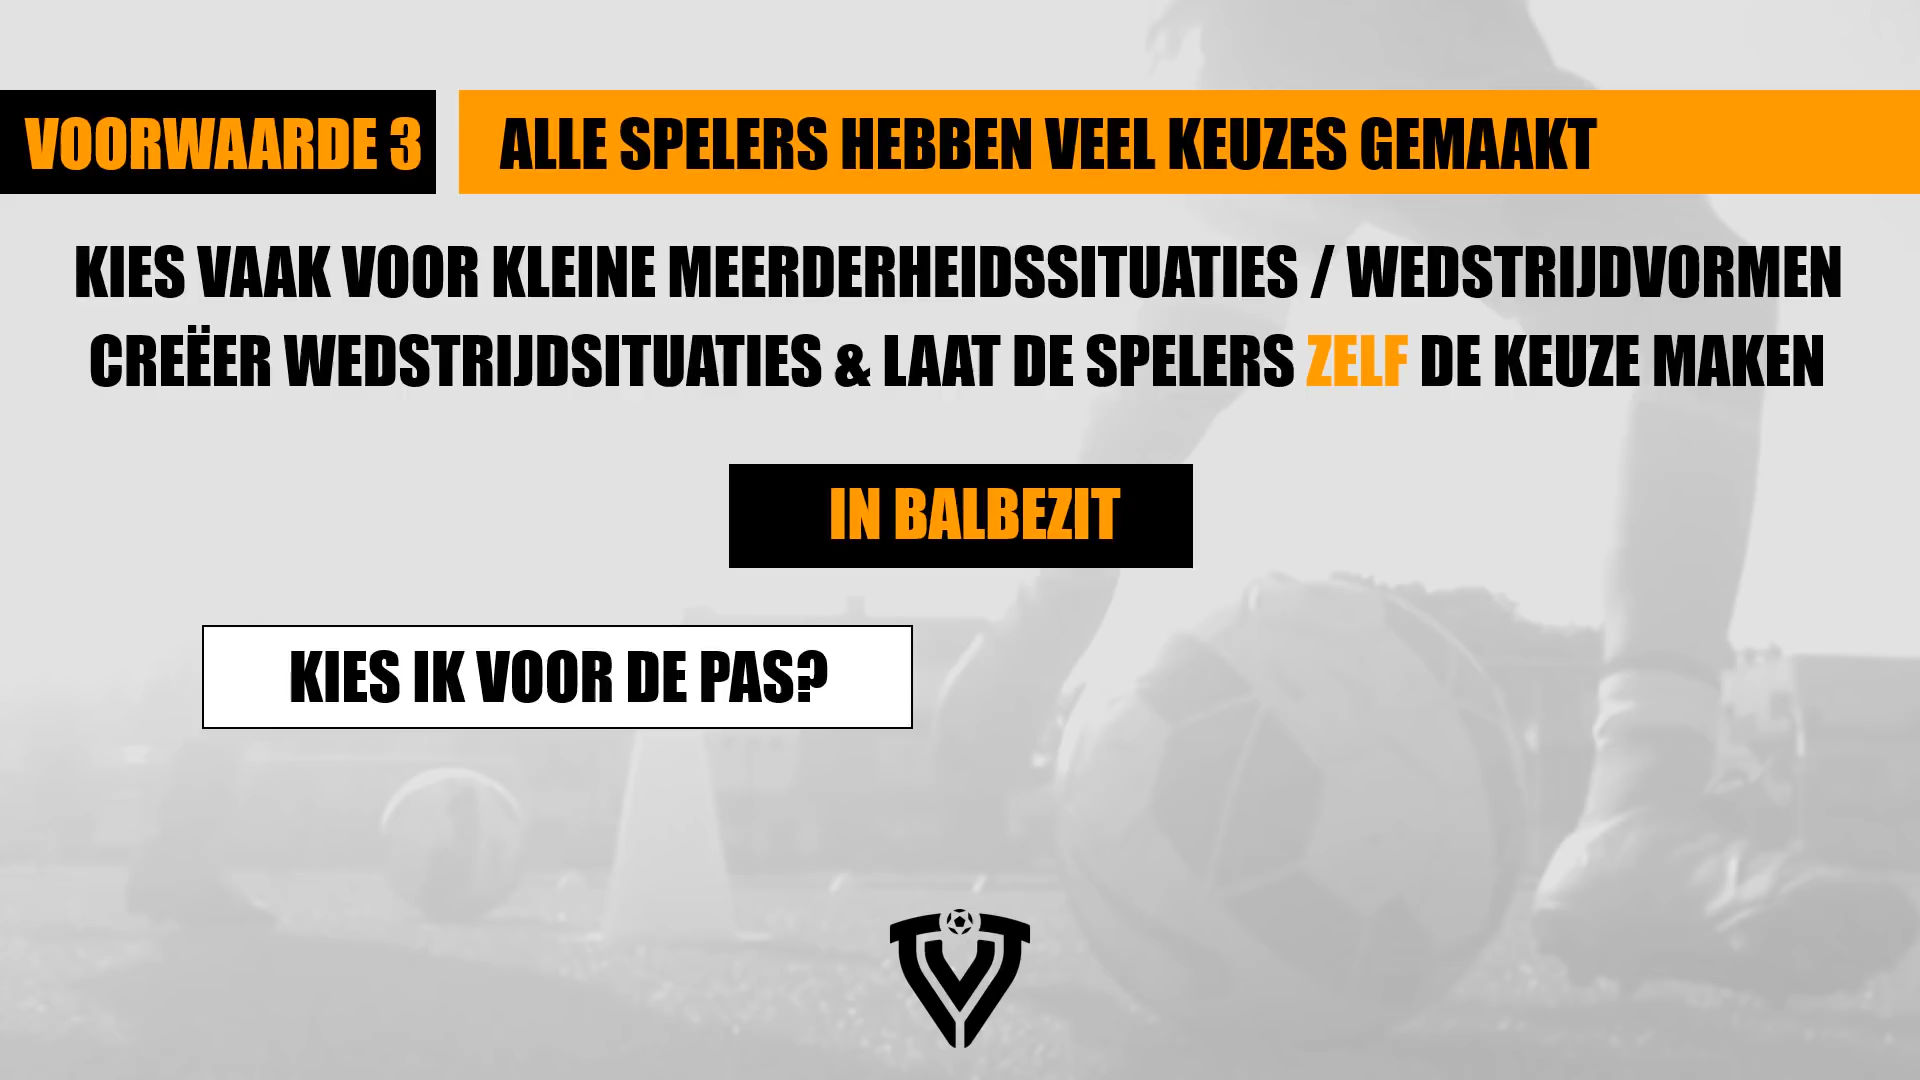 VOORWAARDE 3
ALLE SPELERS HEBBEN VEEL KEUZES GEMAAKT
KIES VAAK VOOR KLEINE MEERDERHEIDSSITUATIES / WEDSTRIJDVORMEN
CREËER WEDSTRIJDSITUATIES & LAAT DE SPELERS ZELF DE KEUZE MAKEN
IN BALBEZIT
KIES IK VOOR DE PAS?